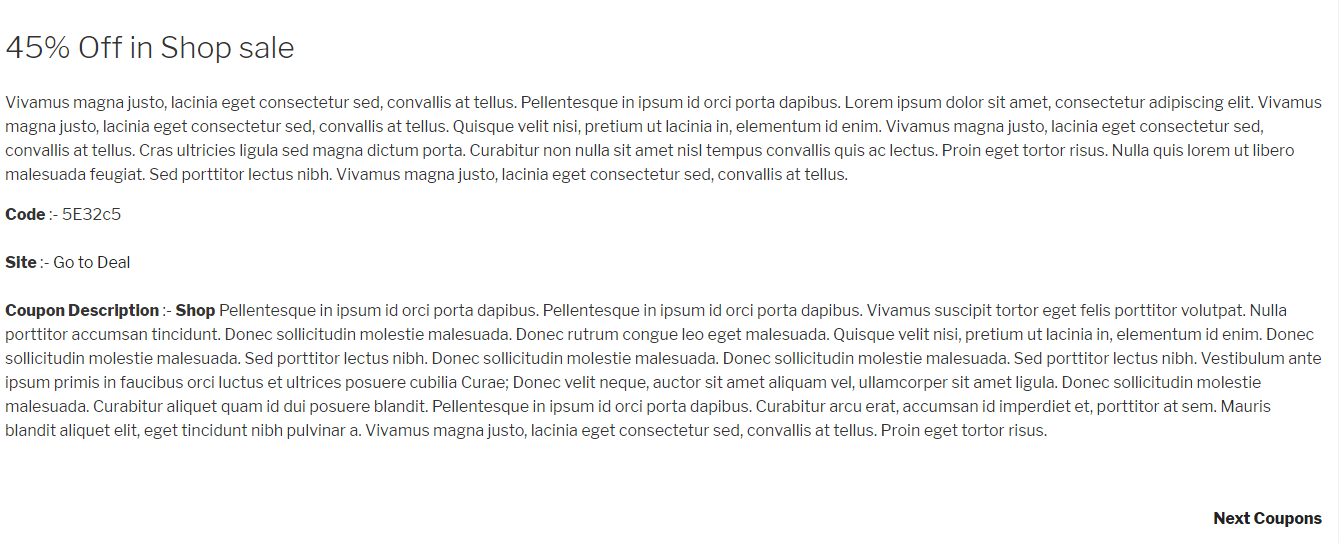 45% Off in Shop sale
Vivamus magna justo, lacinia eget consectetur sed, convallis at tellus. Pellentesque in ipsum id orci porta dapibus. Lorem ipsum dolor sit amet, consectetur adipiscing elit. Vivamus
magna justo, lacinia eget consectetur sed, convallis at tellus. Quisque velit nisi, pretium ut lacinia in, elementum id enim. Vivamus magna justo, lacinia eget consectetur sed,
convallis at tellus. Cras ultricies ligula sed magna dictum porta. Curabitur non nulla sit amet nisl tempus convallis quis ac lectus. Proin eget tortor risus. Nulla quis lorem ut libero
malesuada feugiat. Sed porttitor lectus nibh. Vivamus magna justo, lacinia eget consectetur sed, convallis at tellus.
Code :- 5E32c5
Site :- Go to Deal
Coupon Description :- Shop Pellentesque in ipsum id orci porta dapibus. Pellentesque in ipsum id orci porta dapibus. Vivamus suscipit tortor eget felis porttitor volutpat. Nulla
porttitor accumsan tincidunt. Donec sollicitudin molestie malesuada. Donec rutrum congue leo eget malesuada. Quisque velit nisi, pretium ut lacinia in, elementum id enim. Donec
sollicitudin molestie malesuada. Sed porttitor lectus nibh. Donec sollicitudin molestie malesuada. Donec sollicitudin molestie malesuada. Sed porttitor lectus nibh. Vestibulum ante
ipsum primis in faucibus orci luctus et ultrices posuere cubilia Curae; Donec velit neque, auctor sit amet aliquam vel, ullamcorper sit amet ligula. Donec sollicitudin molestie
malesuada. Curabitur aliquet quam id dui posuere blandit. Pellentesque in ipsum id orci porta dapibus. Curabitur arcu erat, accumsan id imperdiet et, porttitor at sem. Mauris
blandit aliquet elit, eget tincidunt nibh pulvinar a. Vivamus magna justo, lacinia eget consectetur sed, convallis at tellus. Proin eget tortor risus.
Next Coupons